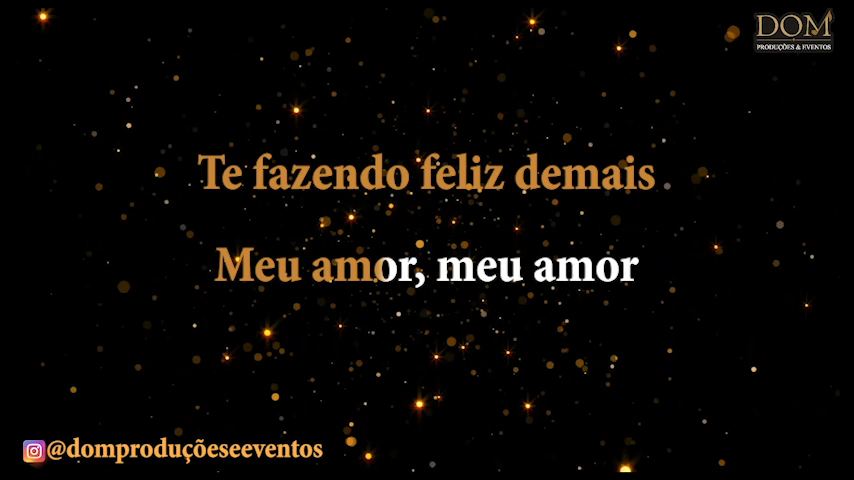 DOM
PRODUÇÕES & EVENTOS
Te fazendo feliz demais
Meu amor, meu amor
@domproduçõeseeventos